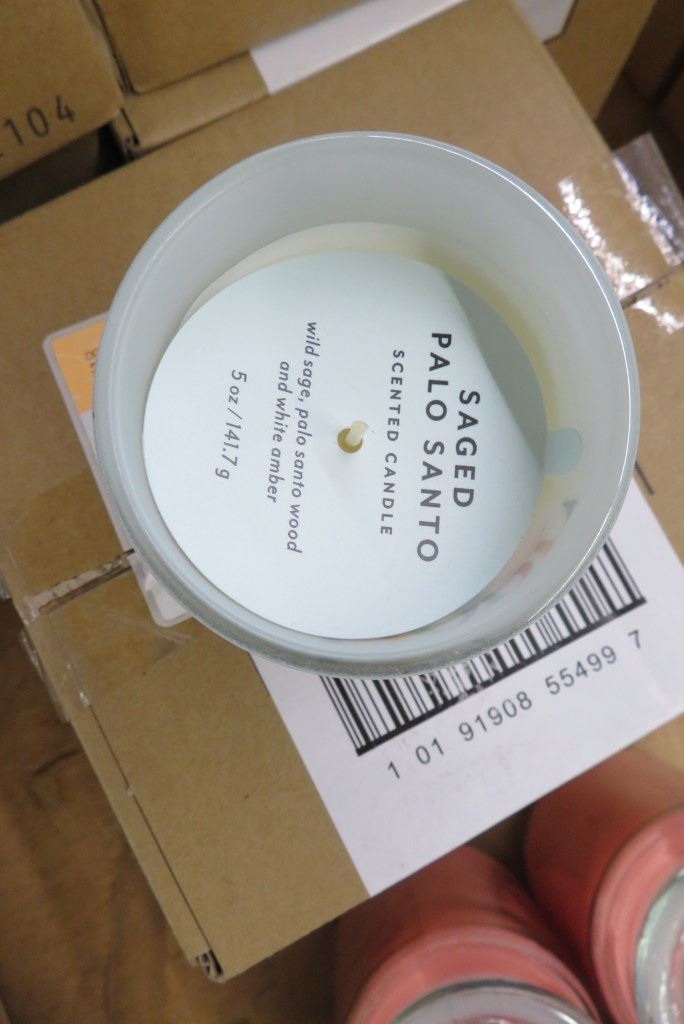 SAGED
PALO SANTO
SCENTED CANDLE
wild sage, palo santo wood
and white amber
5 oz / 141.7 g
104
1 01 91908 55499 7